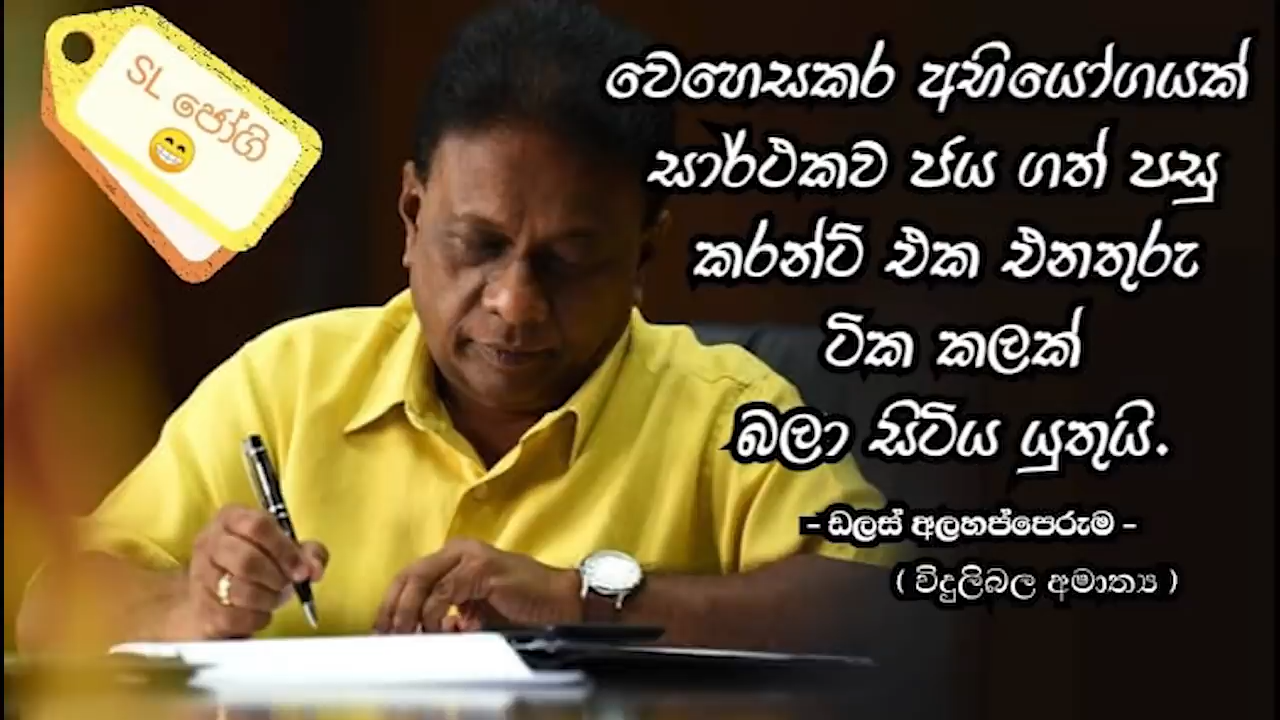 SL ජෝගි
වෙහෙසකර අභියෝගයක්
සාර්ථකව ජය ගත් පසු
කරන්ට් එක එනතුරු
ටික කලක්
බලා සිටිය යුතුයි.
- ඩලස් අලහප්පෙරුම -
( විදුලිබල අමාත්‍ය )